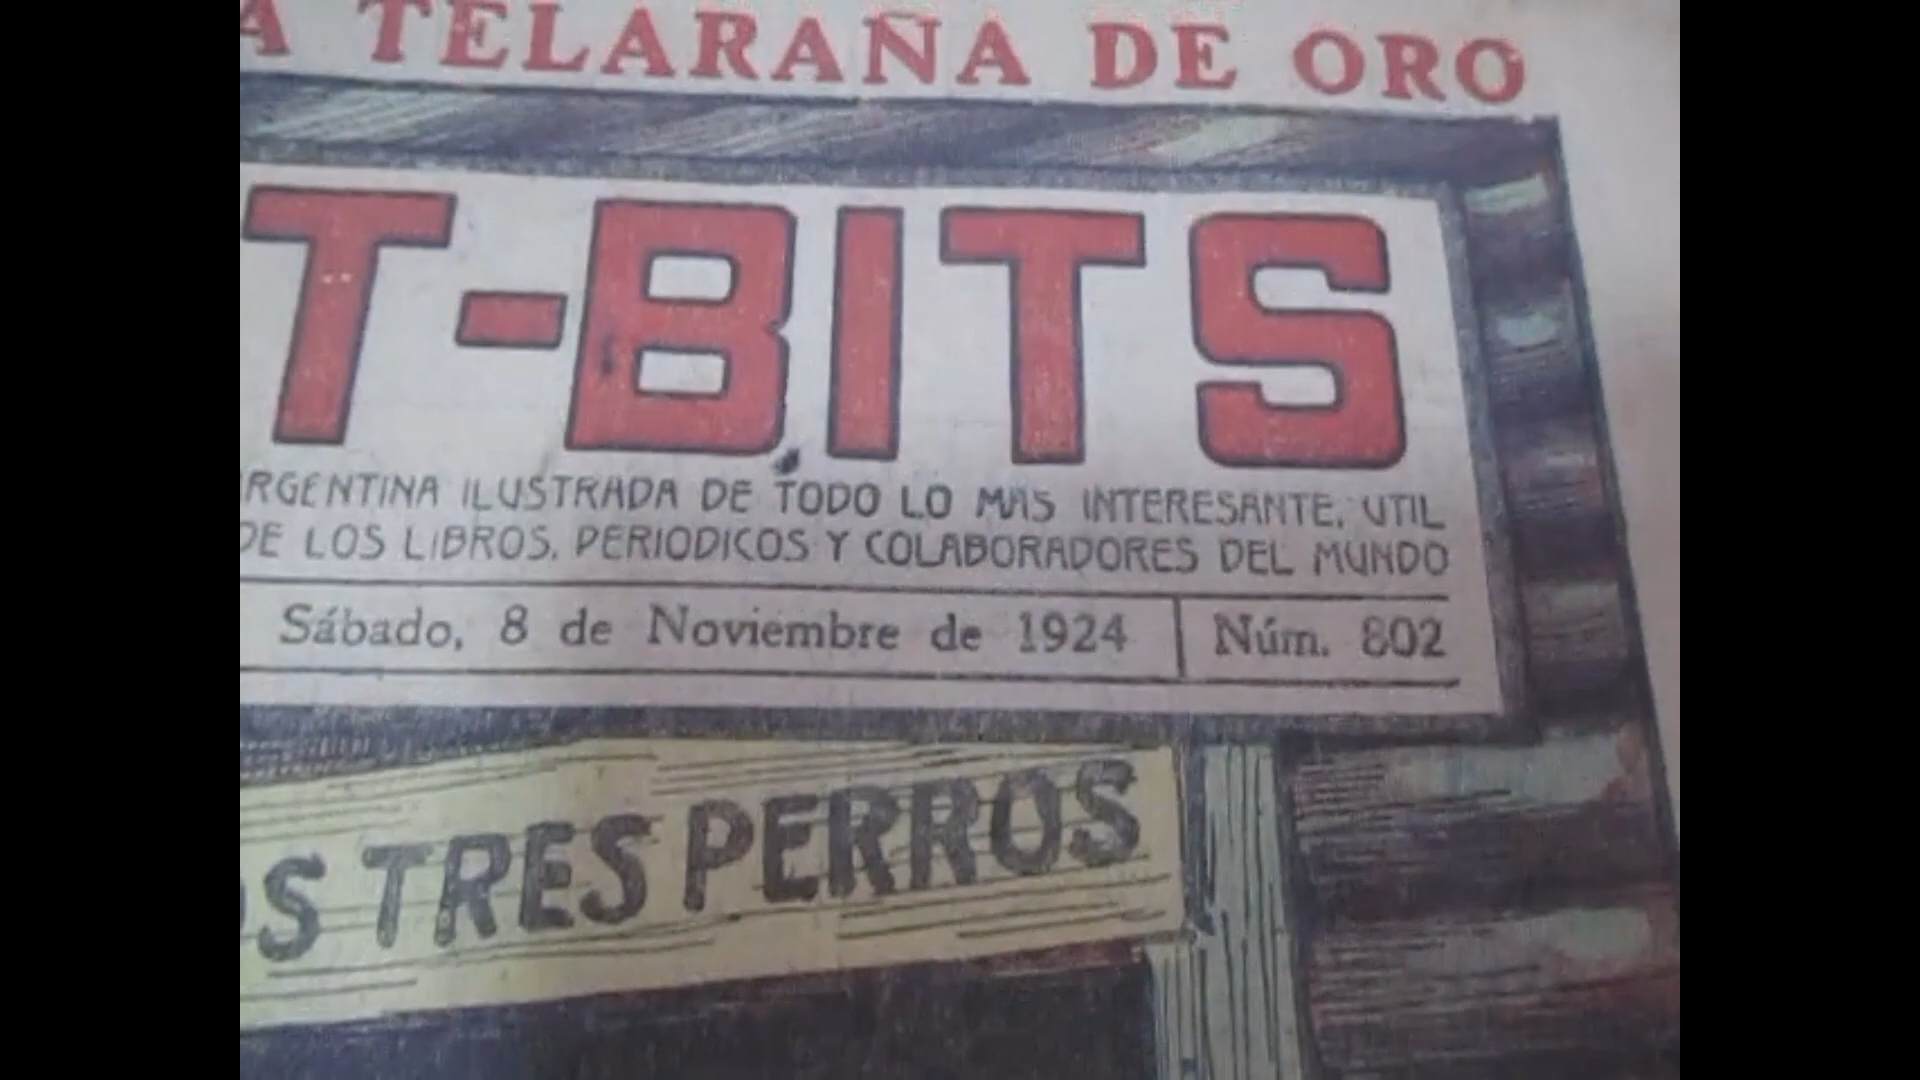 A TELARAÑA DE ORO
T-BITS
RGENTINA ILUSTRADA DE TODO LO MAS INTERESANTE, UTIL
DE LOS LIBROS, PERIODICOS Y COLABORADORES DEL MUNDO
Sábado, 8 de Noviembre de 1924 Núm. 802
OS TRES PERROS